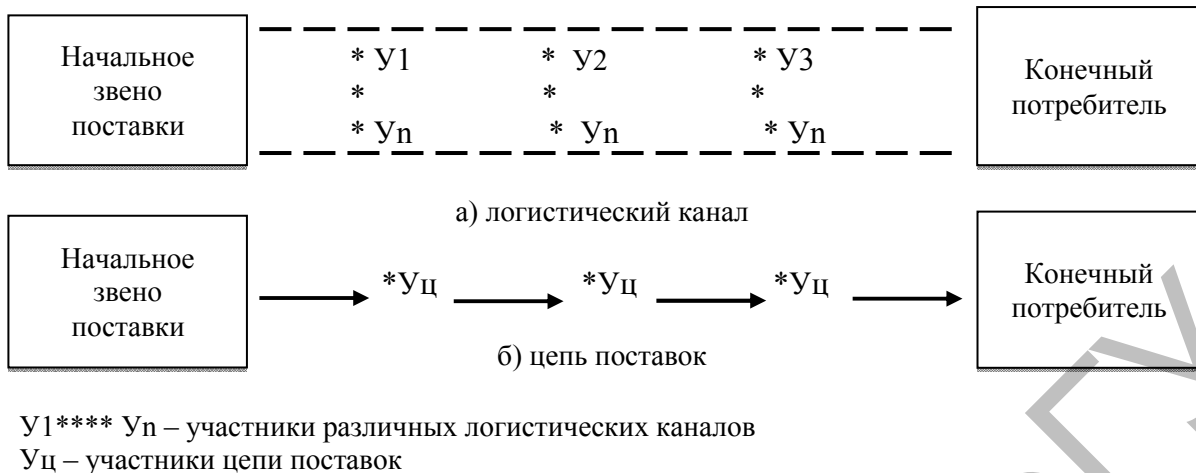 Начальное
звено
поставки
* У1 * У2 * У3
* * *
* Уn * Уn * Уn
Конечный
потребитель
а) логистический канал
Начальное
звено
поставки
*Уц *Уц *Уц
Конечный
потребитель
б) цепь поставок
У1**** Уn – участники различных логистических каналов
Уц – участники цепи поставок